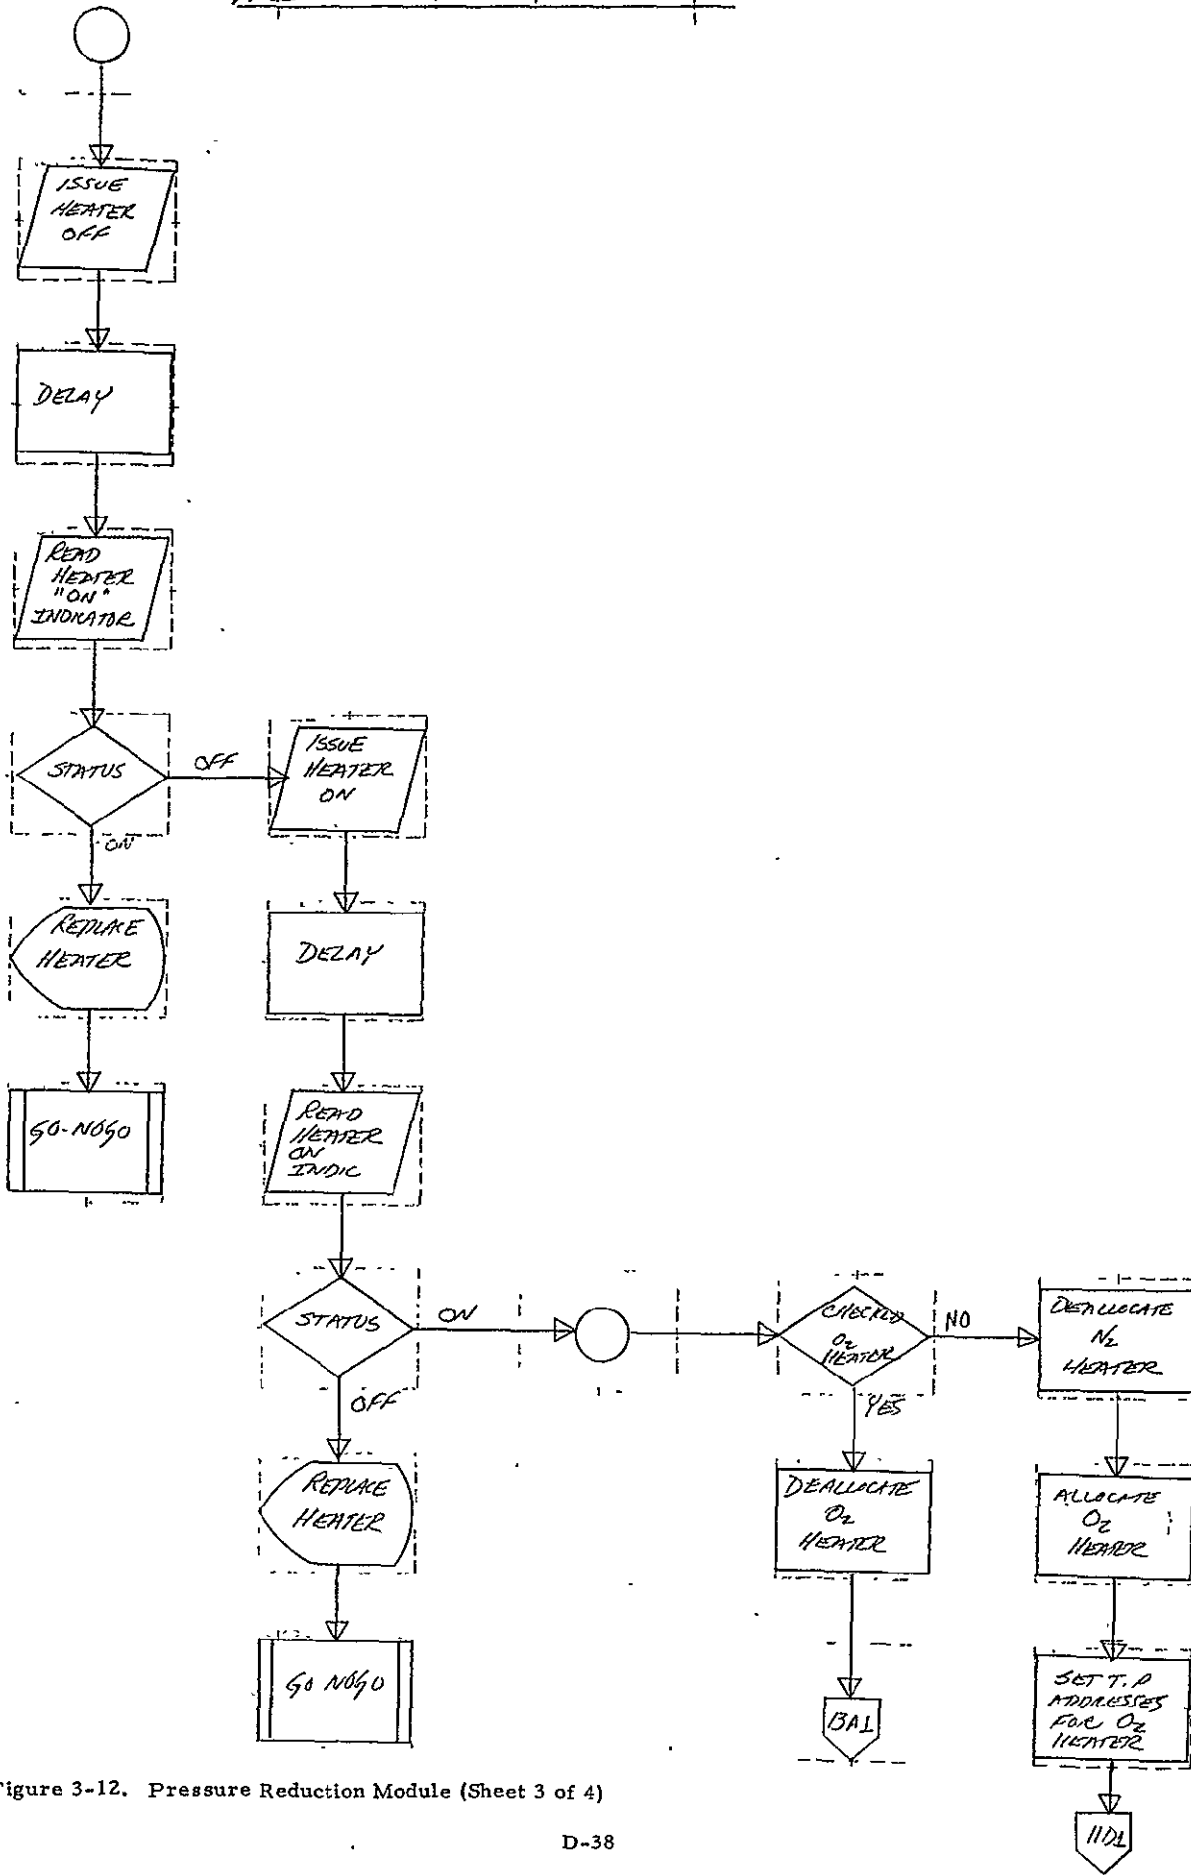 ISSUE
HEATER
OFF
DELAY
READ
HEATER
"ON"
INDICATOR
STATUS
OFF
ON
REPLACE
HEATER
GO-NOGO
ISSUE
HEATER
ON
DELAY
READ
HEATER
ON
INDIC
STATUS
ON
OFF
REPLACE
HEATER
GO NOGO
CHECKED
O2
HEATER
NO
YES
DEALLOCATE
O2
HEATER
BA1
DEALLOCATE
N2
HEATER
ALLOCATE
O2
HEATER
SET T.P
ADDRESSES
FOR O2
HEATER
11D1
igure 3-12. Pressure Reduction Module (Sheet 3 of 4)
D-38